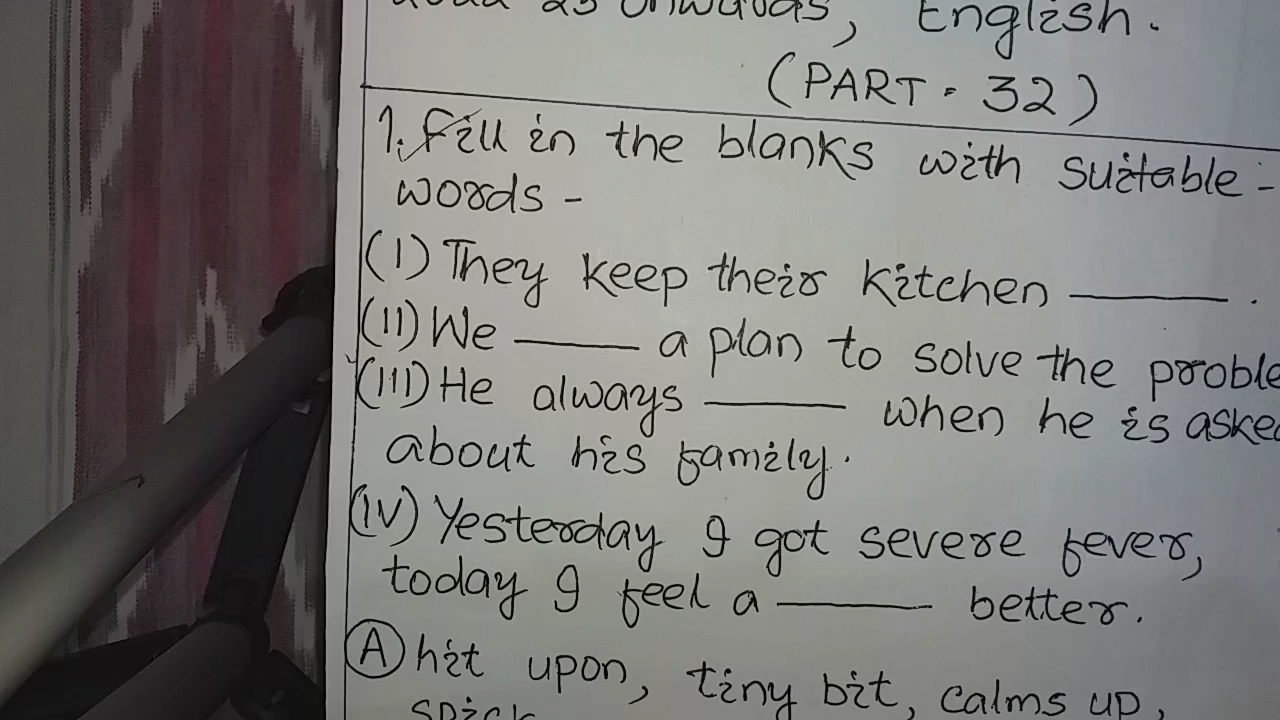 English.
(PART - 32)
1. Fill in the blanks with suitable -
words -
(I) They keep their kitchen ______ .
(II) We ______ a plan to solve the proble
(III) He always ______ when he is asked
about his family.
(IV) Yesterday I got severe fever,
today I feel a ______ better.
(A) hit upon, tiny bit, calms up,